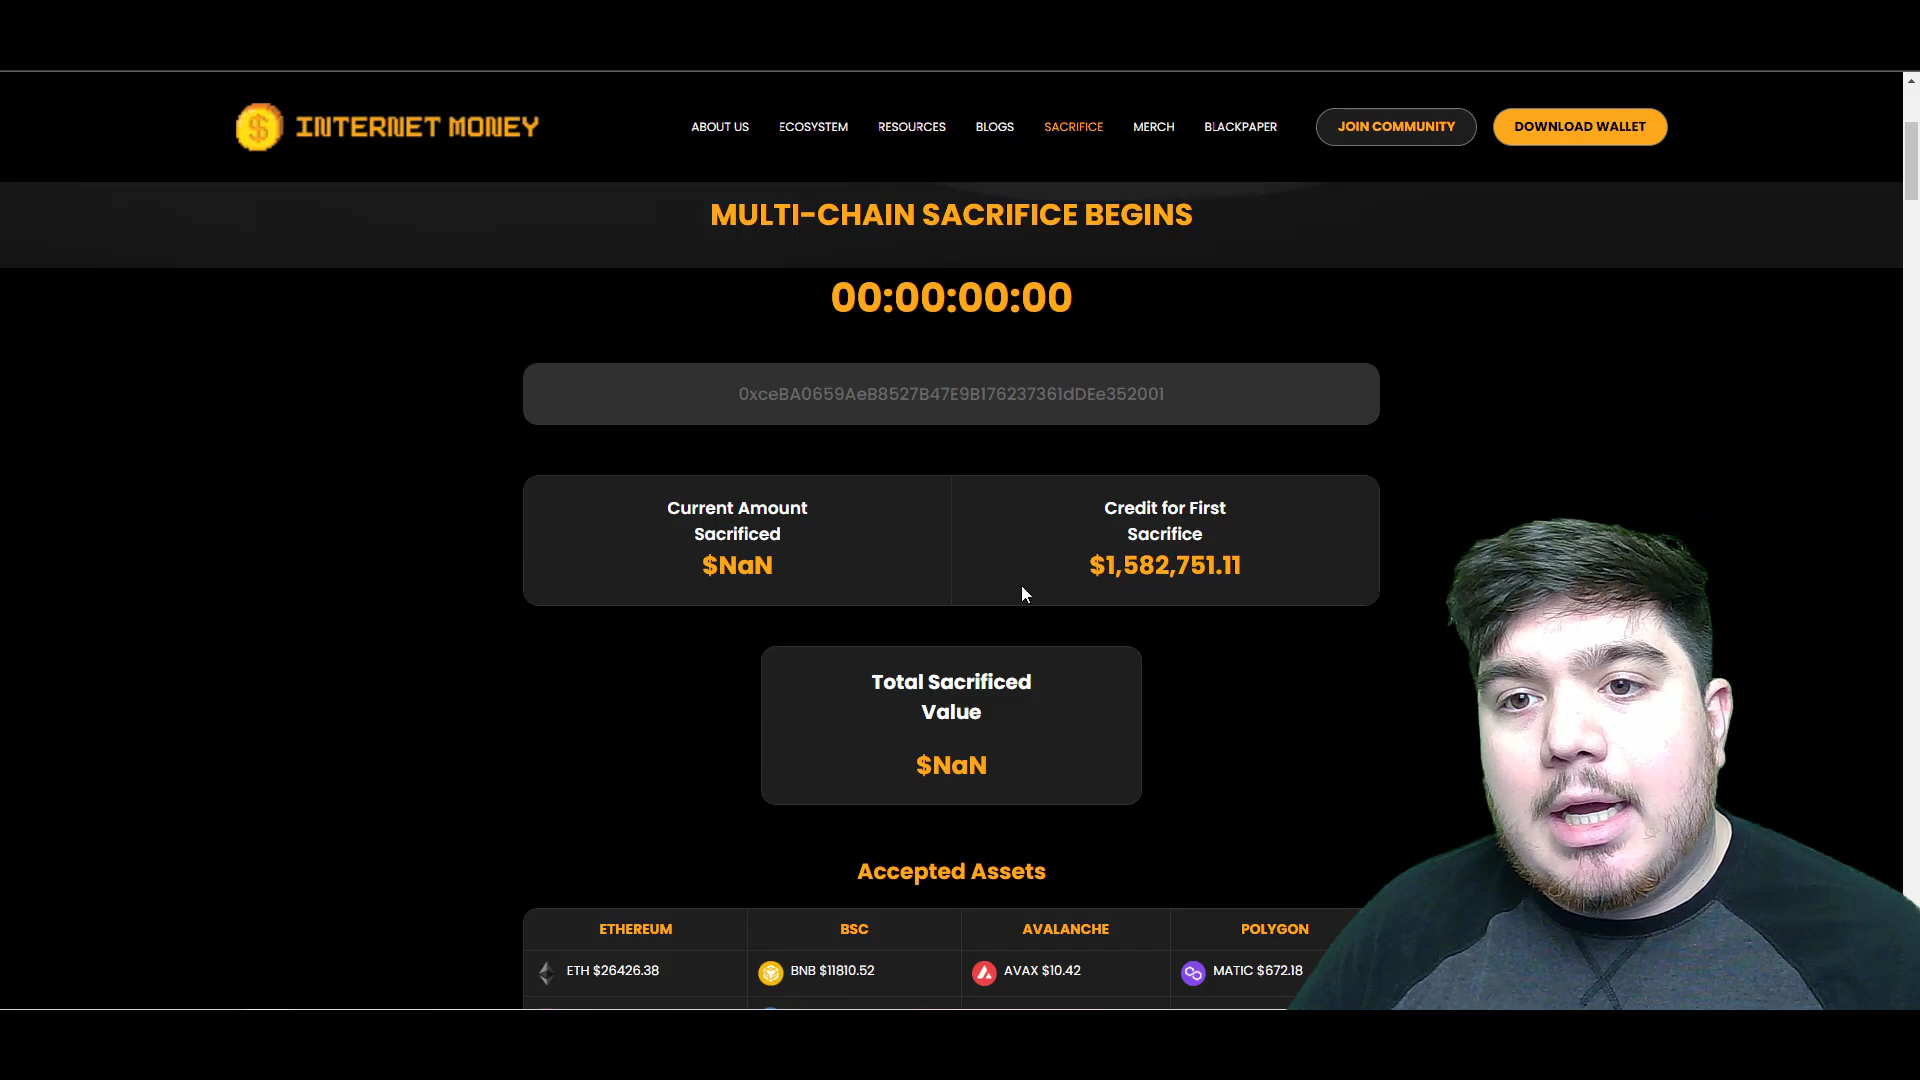 INTERNET MONEY
ABOUT US ECOSYSTEM RESOURCES BLOGS SACRIFICE MERCH BLACKPAPER JOIN COMMUNITY DOWNLOAD WALLET
MULTI-CHAIN SACRIFICE BEGINS
00:00:00:00
0xceBA0659AeB8527B47E9B176237361dDEe352001
Current Amount
Sacrificed
$NaN
Credit for First
Sacrifice
$1,582,751.11
Total Sacrificed
Value
$NaN
Accepted Assets
ETHEREUM BSC AVALANCHE POLYGON
ETH $26426.38 BNB $11810.52 AVAX $10.42 MATIC $672.18